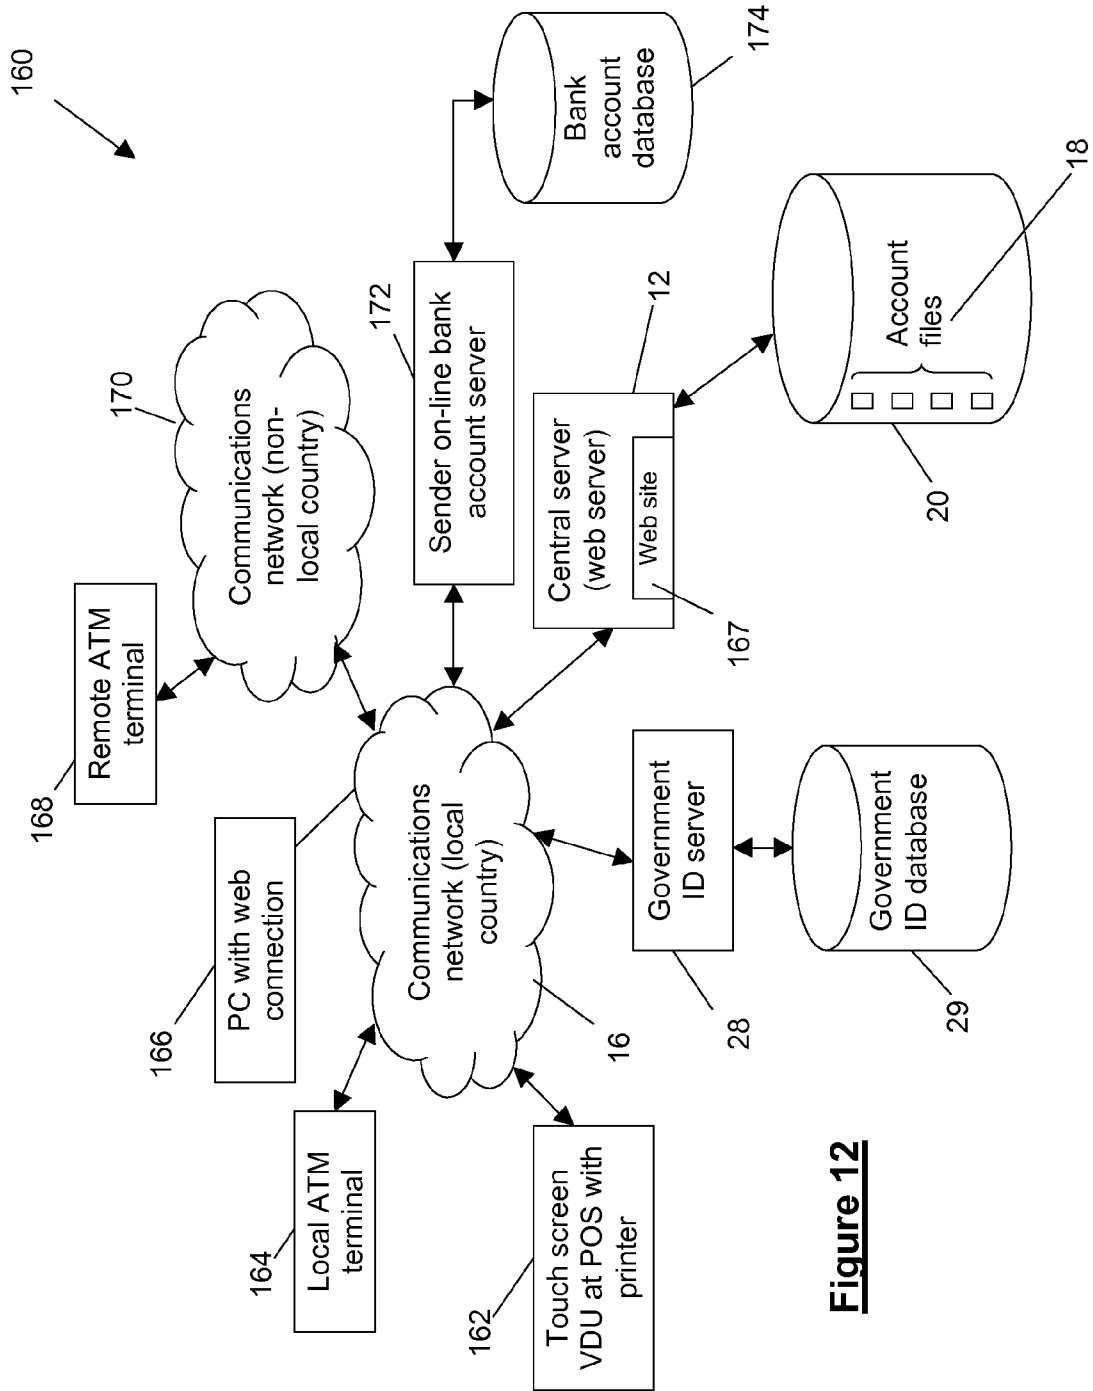 160
168
Remote ATM
terminal
170
Communications
network (non-
local country)
166
PC with web
connection
164
Local ATM
terminal
Communications
network (local
country)
16
172
Sender on-line bank
account server
Bank
account
database
174
162
Touch screen
VDU at POS with
printer
12
Central server
(web server)
Web site
167
28
Government
ID server
Government
ID database
29
Account
files
18
20
Figure 12